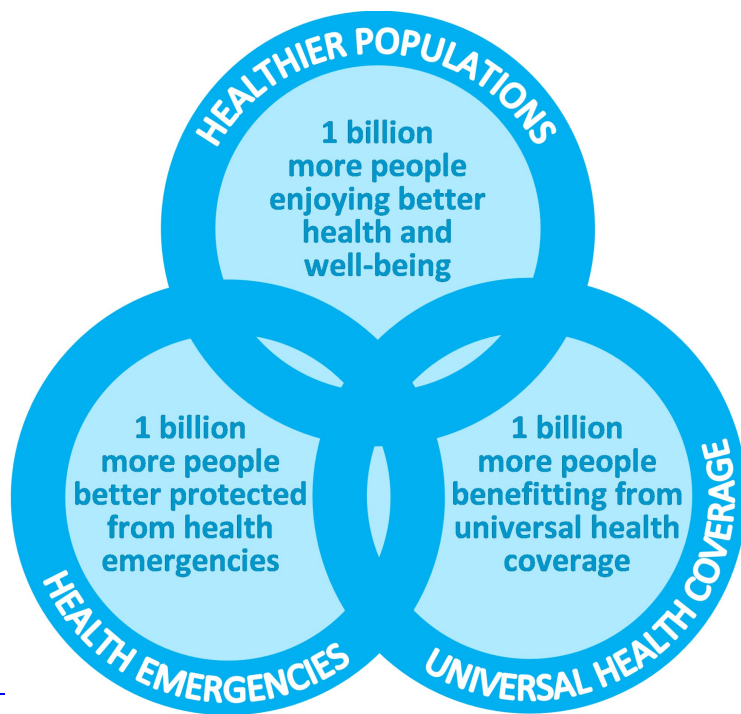 HEALTHIER POPULATIONS
1 billion
more people
enjoying better
health and
well-being
1 billion
more people
better protected
from health
emergencies
HEALTH EMERGENCIES
1 billion
more people
benefitting from
universal health
coverage
UNIVERSAL HEALTH COVERAGE